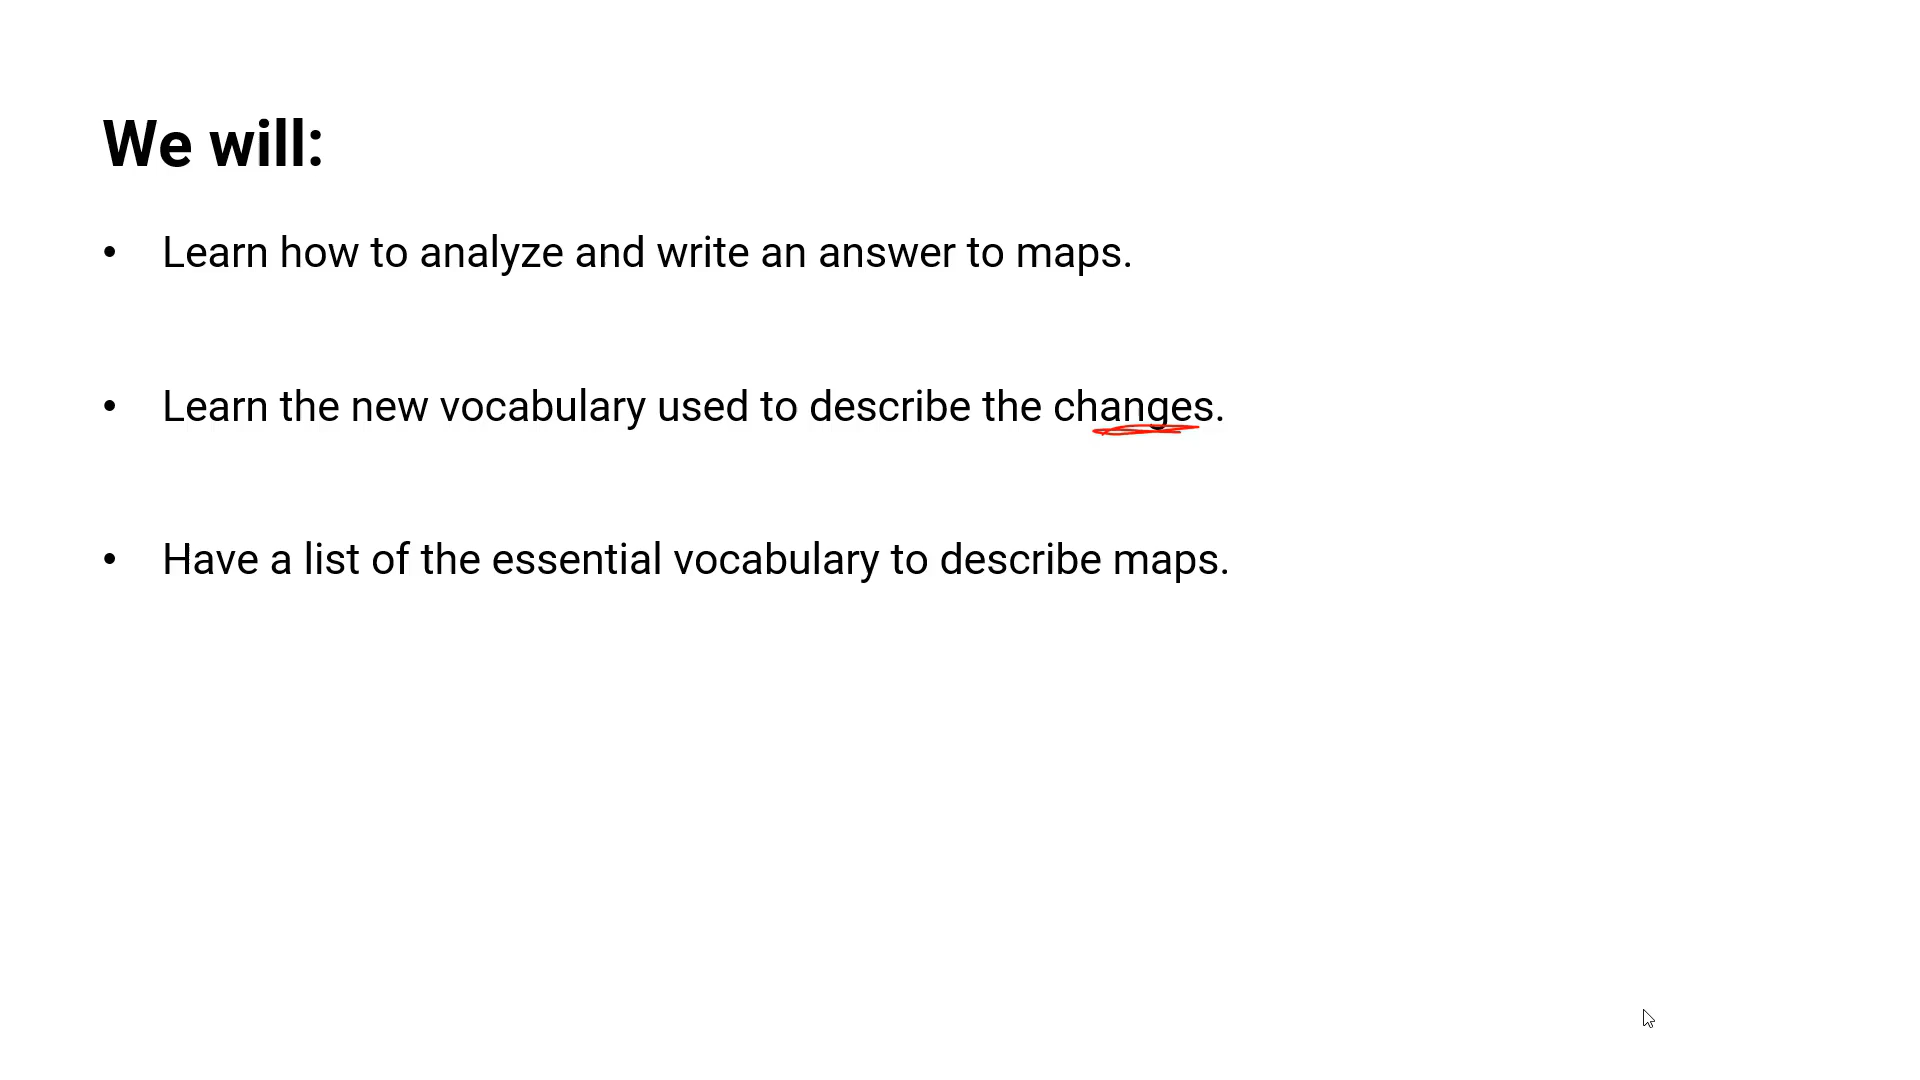 We will:
• Learn how to analyze and write an answer to maps.
• Learn the new vocabulary used to describe the changes.
• Have a list of the essential vocabulary to describe maps.